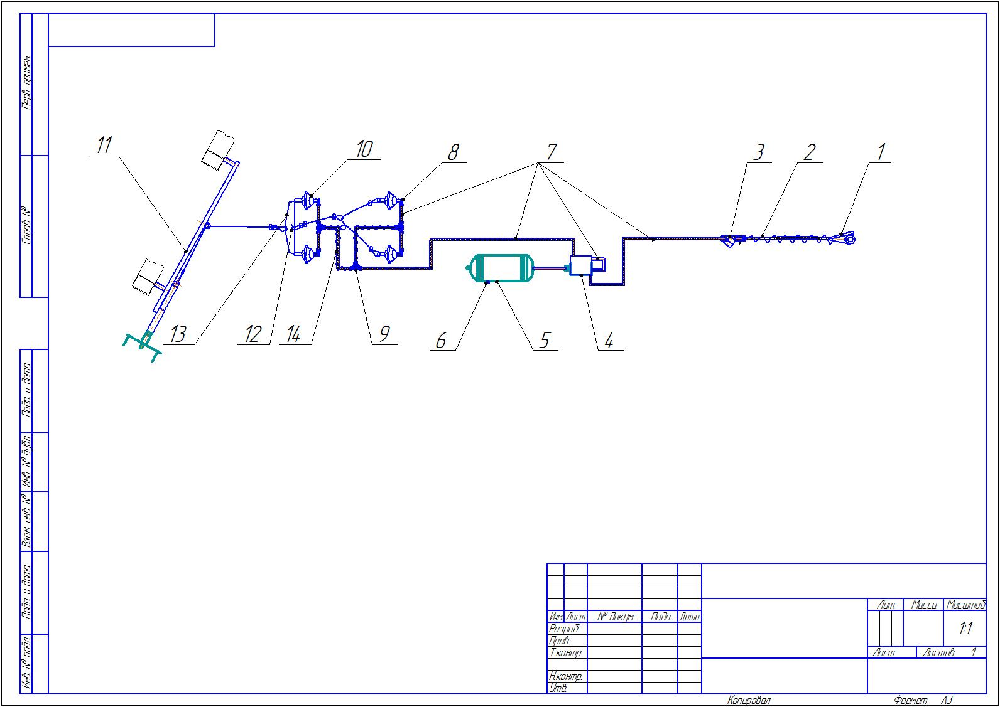 Перв. примен.
Справ. №
Подп. и дата
Инв. № дубл.
Взам. инв. №
Подп. и дата
Инв. № подл.
11
10
8
7
3
2
1
13
12
14
9
6
5
4
Изм. Лист № докум. Подп. Дата
Разраб.
Пров.
Т.контр.
Н.контр.
Утв.
Лит. Масса Масштаб
1:1
Лист Листов 1
Копировал Формат А3